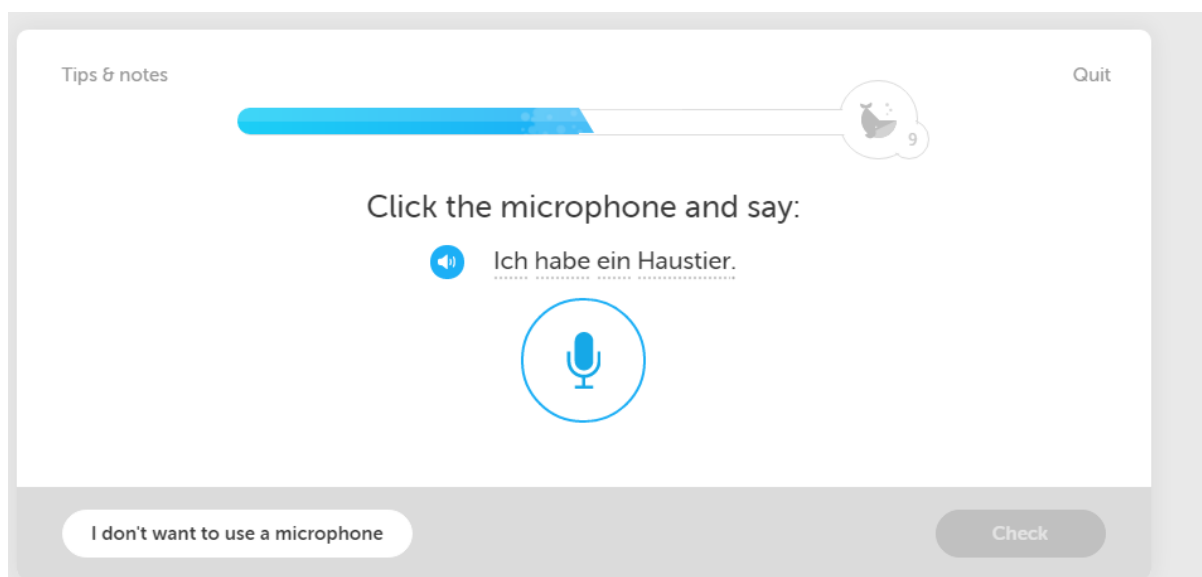 Tips & notes
Quit
9
Click the microphone and say:
Ich habe ein Haustier.
I don't want to use a microphone
Check